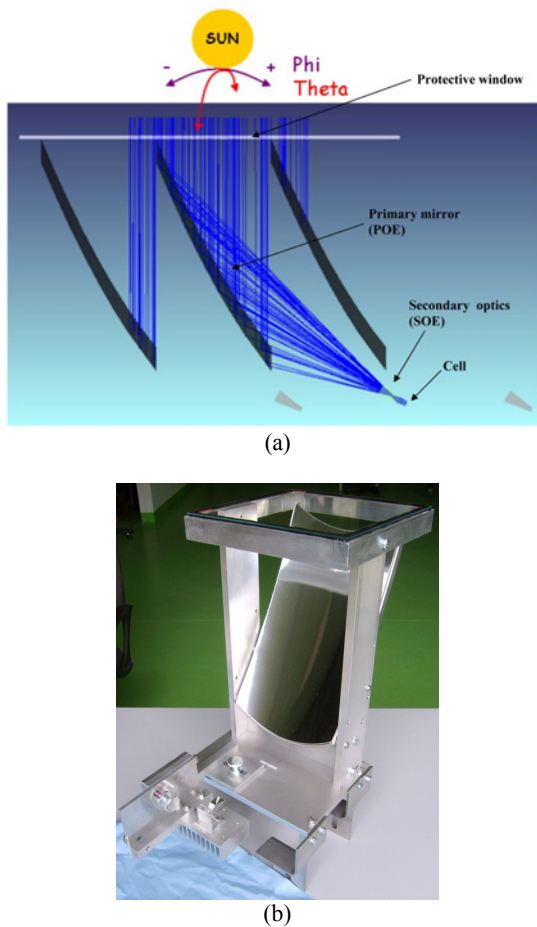 SUN
- + Phi
Theta
Protective window
Primary mirror
(POE)
Secondary optics
(SOE)
Cell
(a)
(b)